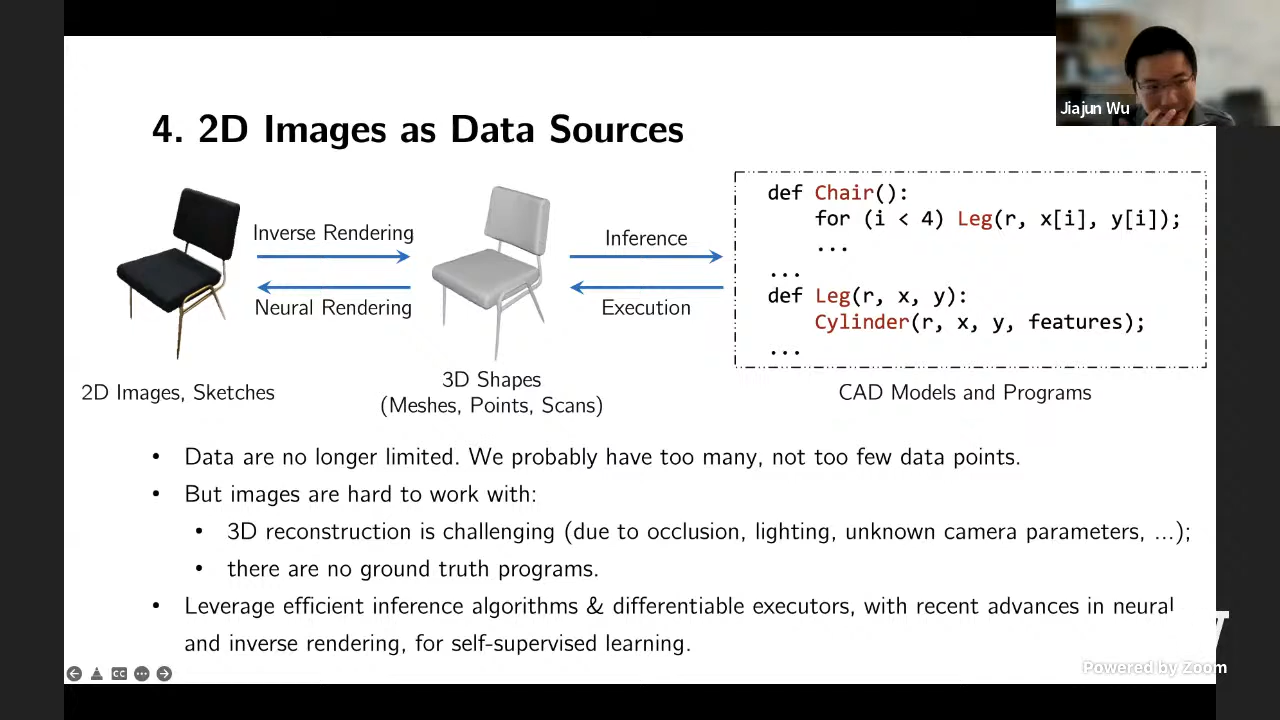 Jiajun Wu
4. 2D Images as Data Sources
Inverse Rendering
Neural Rendering
Inference
Execution
def Chair():
for (i < 4) Leg(r, x[i], y[i]);
...
...
def Leg(r, x, y):
Cylinder(r, x, y, features);
...
2D Images, Sketches
3D Shapes
(Meshes, Points, Scans)
CAD Models and Programs
• Data are no longer limited. We probably have too many, not too few data points.
• But images are hard to work with:
• 3D reconstruction is challenging (due to occlusion, lighting, unknown camera parameters, ...);
• there are no ground truth programs.
• Leverage efficient inference algorithms & differentiable executors, with recent advances in neural
and inverse rendering, for self-supervised learning.
CC
Powered by Zoom